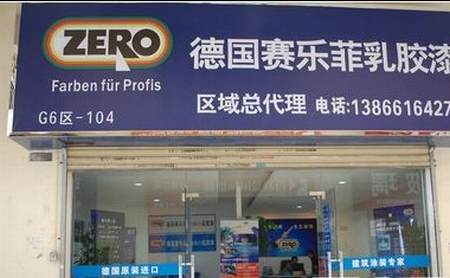 ZERO
Farben für Profis
G6区-104
德国赛乐菲乳胶漆
区域总代理 电话:1386616427
ZERO
德国原装进口
建筑涂装专家